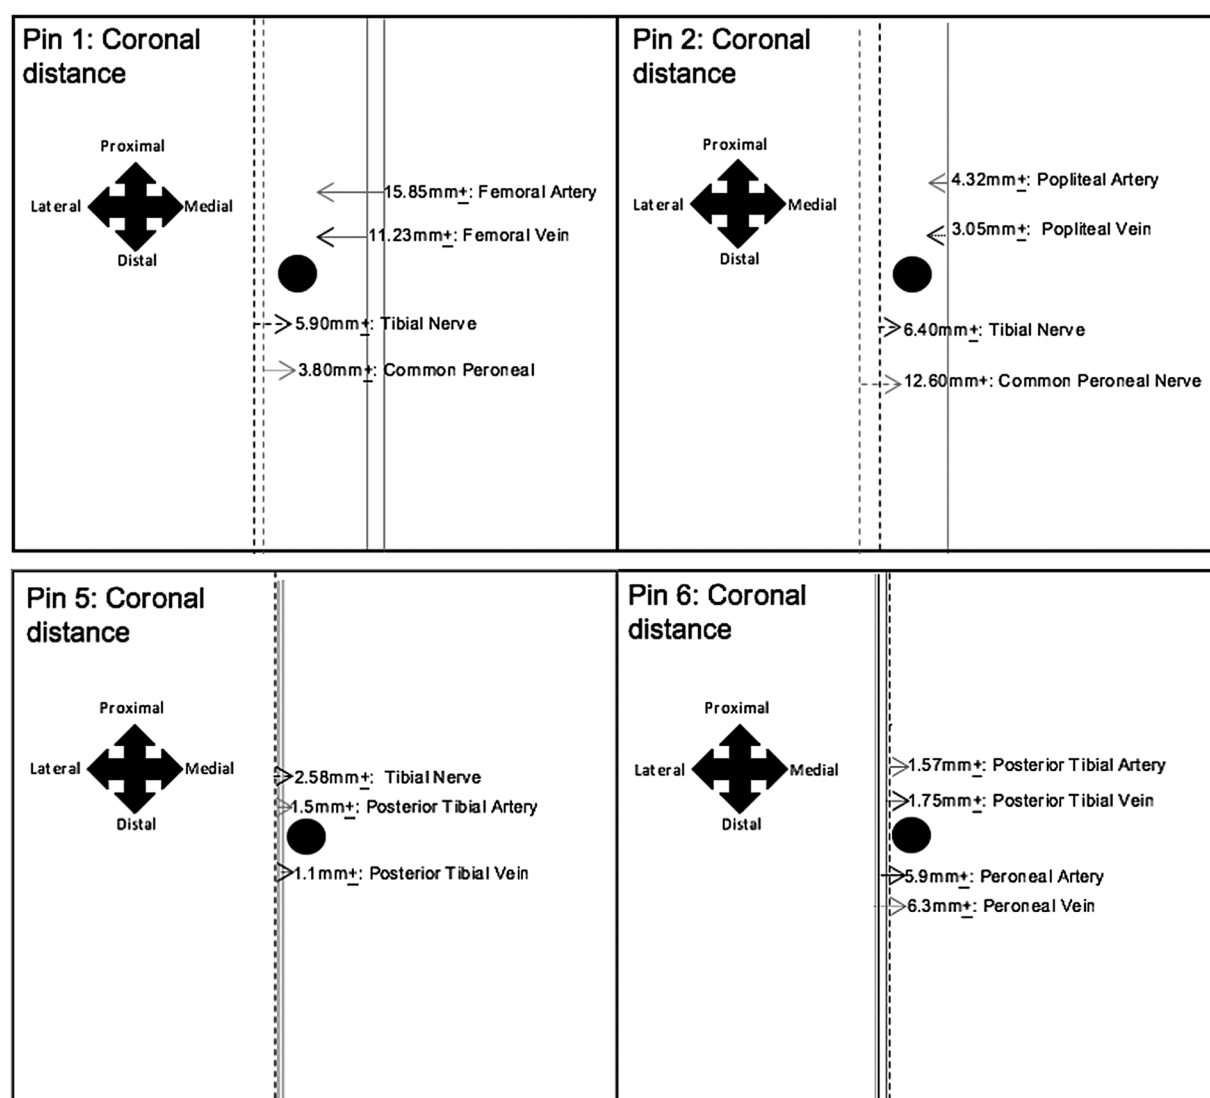 Pin 1: Coronal
distance
Proximal
Lateral
Medial
Distal
15.85mm±: Femoral Artery
11.23mm±: Femoral Vein
5.90mm±: Tibial Nerve
3.80mm±: Common Peroneal
Pin 2: Coronal
distance
Proximal
Lateral
Medial
Distal
4.32mm±: Popliteal Artery
3.05mm±: Popliteal Vein
6.40mm±: Tibial Nerve
12.60mm+: Common Peroneal Nerve
Pin 5: Coronal
distance
Proximal
Lateral
Medial
Distal
2.58mm±: Tibial Nerve
1.5mm±: Posterior Tibial Artery
1.1mm±: Posterior Tibial Vein
Pin 6: Coronal
distance
Proximal
Lateral
Medial
Distal
1.57mm±: Posterior Tibial Artery
1.75mm±: Posterior Tibial Vein
5.9mm±: Peroneal Artery
6.3mm±: Peroneal Vein